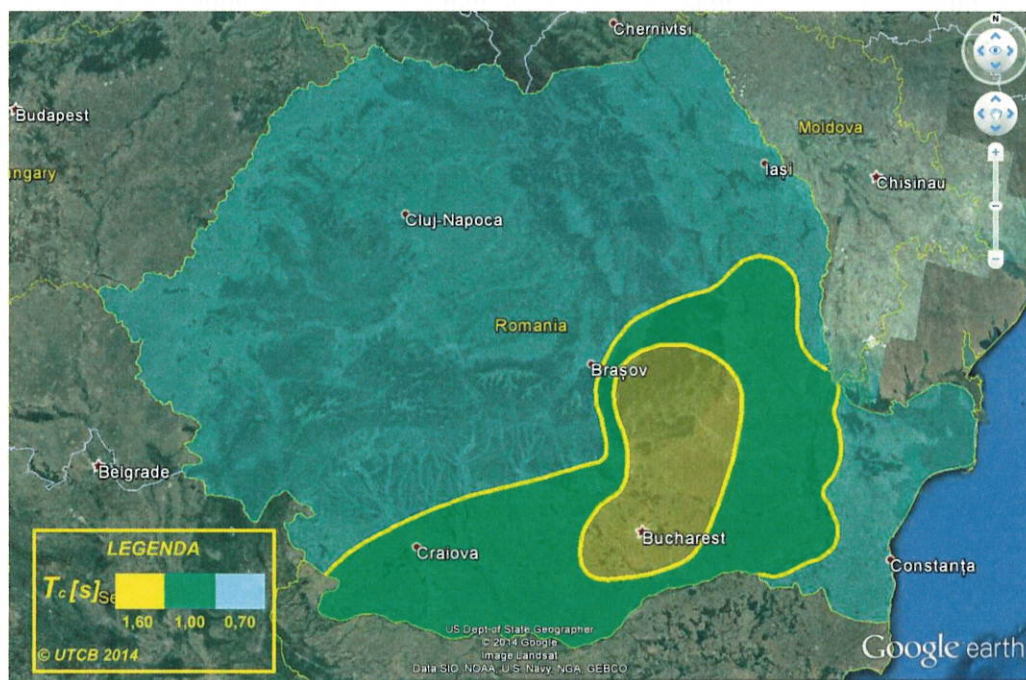 Chernivtsi
N
Budapest
Moldova
ngary
Iași
Chisinau
Cluj-Napoca
Romania
Brașov
Belgrade
Bucharest
Craiova
Constanța
LEGENDA
Tc [s] Se
1,60 1,00 0,70
© UTCB 2014
US Dept of State Geographer
© 2014 Google
Image Landsat
Data SIO, NOAA, U.S. Navy, NGA, GEBCO
Google earth